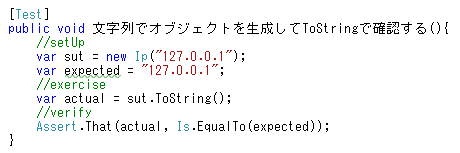 [Test]
public void 文字列でオブジェクトを生成してToStringで確認する(){
    //setUp
    var sut = new Ip("127.0.0.1");
    var expected = "127.0.0.1";
    //exercise
    var actual = sut.ToString();
    //verify
    Assert.That(actual, Is.EqualTo(expected));
}